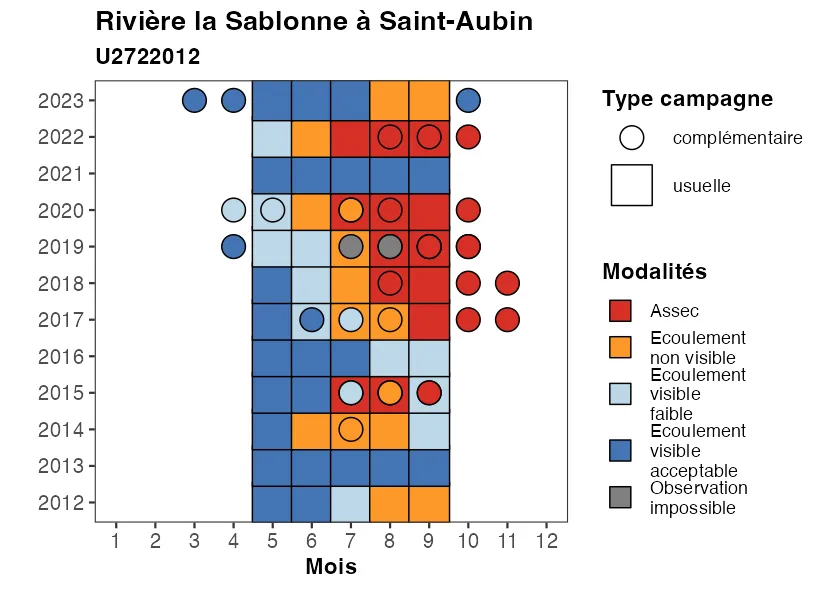 Rivière la Sablonne à Saint-Aubin
U2722012
2023
2022
2021
2020
2019
2018
2017
2016
2015
2014
2013
2012
1 2 3 4 5 6 7 8 9 10 11 12
Mois
Type campagne
complémentaire
usuelle
Modalités
Assec
Ecoulement
non visible
Ecoulement
visible
faible
Ecoulement
visible
acceptable
Observation
impossible